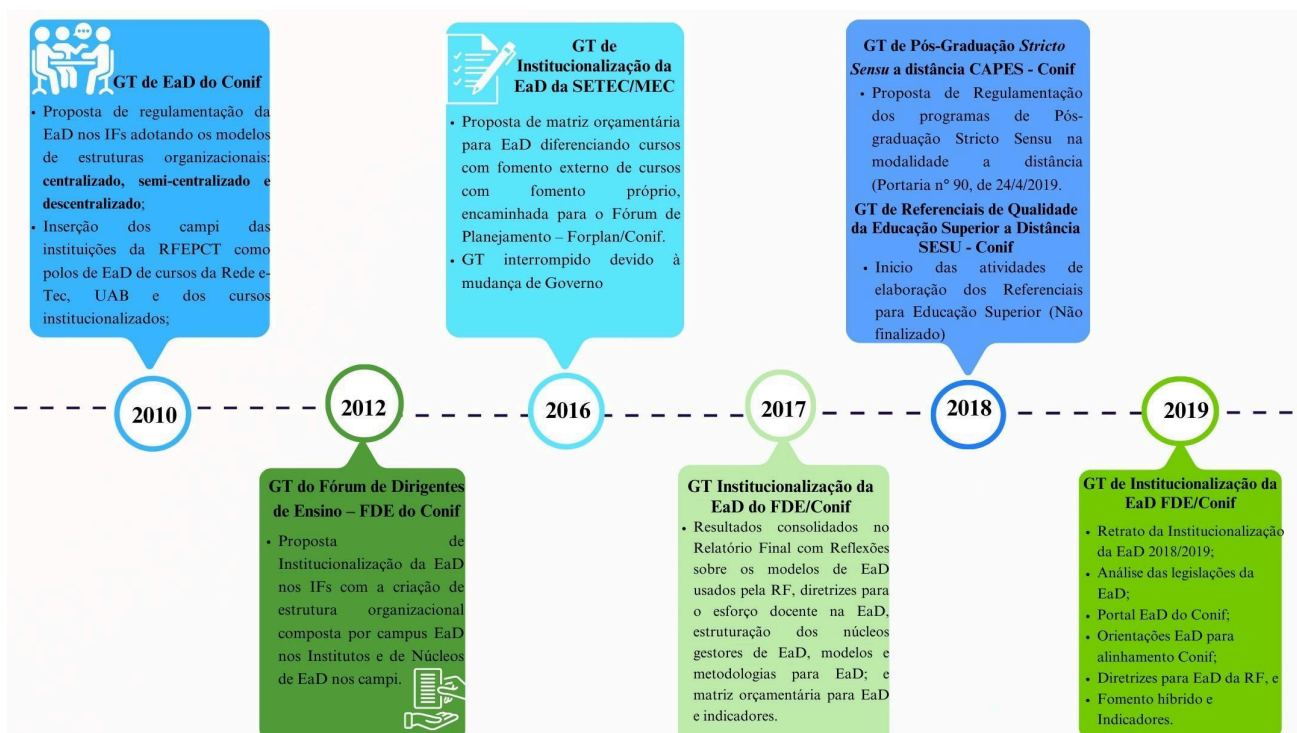 GT de EaD do Conif
• Proposta de regulamentação da
EaD nos IFs adotando os modelos
de estruturas organizacionais:
centralizado, semi-centralizado e
descentralizado;
• Inserção dos campi das
instituições da RFEPCT como
polos de EaD de cursos da Rede e-
Tec, UAB e dos cursos
institucionalizados;
2010
GT do Fórum de Dirigentes
de Ensino – FDE do Conif
• Proposta de
Institucionalização da EaD
nos IFs com a criação de
estrutura organizacional
composta por campus EaD
nos Institutos e de Núcleos
de EaD nos campi.
2012
GT de
Institucionalização da
EaD da SETEC/MEC
• Proposta de matriz orçamentária
para EaD diferenciando cursos
com fomento externo de cursos
com fomento próprio,
encaminhada para o Fórum de
Planejamento – Forplan/Conif.
• GT interrompido devido à
mudança de Governo
2016
GT Institucionalização da
EaD do FDE/Conif
• Resultados consolidados no
Relatório Final com Reflexões
sobre os modelos de EaD
usados pela RF, diretrizes para
o esforço docente na EaD,
estruturação dos núcleos
gestores de EaD, modelos e
metodologias para EaD; e
matriz orçamentária para EaD
e indicadores.
2017
GT de Pós-Graduação Stricto
Sensu a distância CAPES - Conif
• Proposta de Regulamentação
dos programas de Pós-
graduação Stricto Sensu na
modalidade a distância
(Portaria n° 90, de 24/4/2019.
GT de Referenciais de Qualidade
da Educação Superior a Distância
SESU - Conif
• Inicio das atividades de
elaboração dos Referenciais
para Educação Superior (Não
finalizado)
2018
GT de Institucionalização da
EaD FDE/Conif
• Retrato da Institucionalização
da EaD 2018/2019;
• Análise das legislações da
EaD;
• Portal EaD do Conif;
• Orientações EaD para
alinhamento Conif;
• Diretrizes para EaD da RF, e
• Fomento híbrido e
Indicadores.
2019